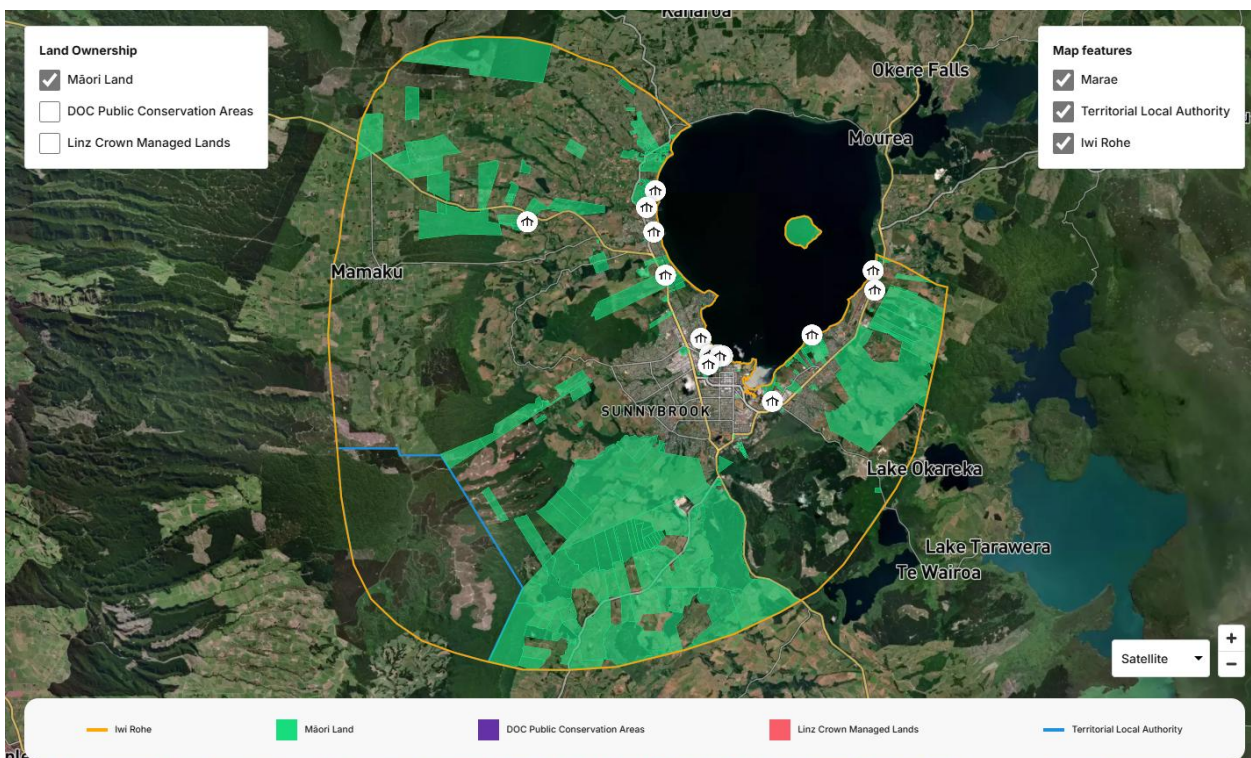 Land Ownership
Māori Land
DOC Public Conservation Areas
Linz Crown Managed Lands
Map features
Marae
Territorial Local Authority
Iwi Rohe
Okere Falls
Mourea
Mamaku
SUNNYBROOK
Lake Okareka
Lake Tarawera
Te Wairoa
Satellite
+
−
Iwi Rohe
Māori Land
DOC Public Conservation Areas
Linz Crown Managed Lands
Territorial Local Authority